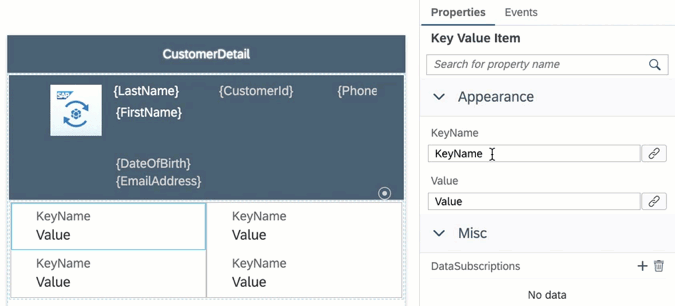 Properties Events
Key Value Item
Search for property name
Appearance
KeyName
KeyName
Value
Value
Misc
DataSubscriptions
No data
CustomerDetail
SAP
{LastName} {CustomerId} {Phone
{FirstName}
{DateOfBirth}
{EmailAddress}
KeyName KeyName
Value Value
KeyName KeyName
Value Value